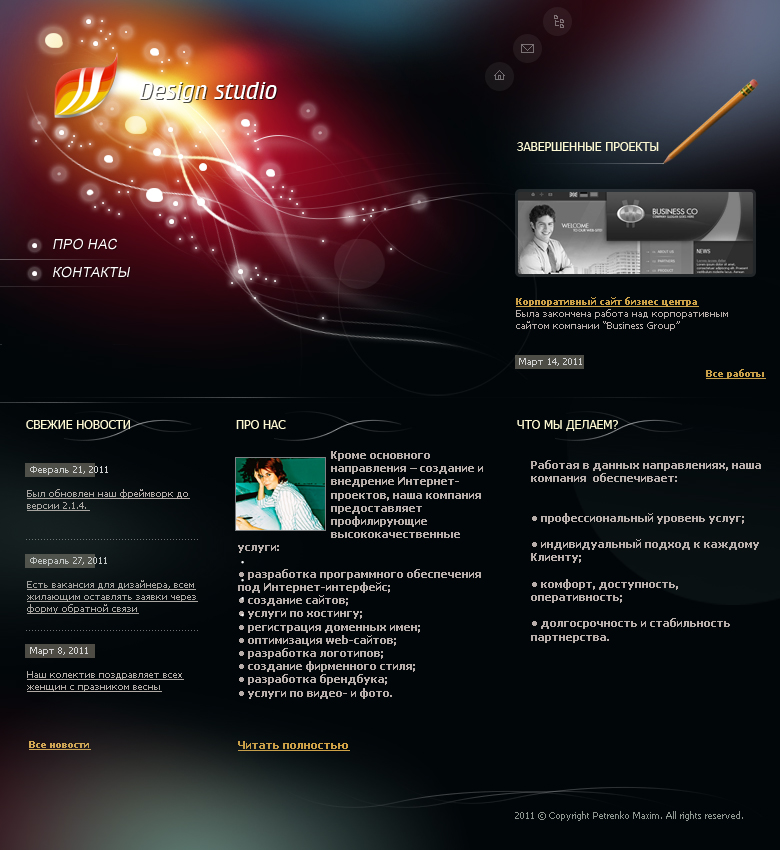 Design studio
ПРО НАС
КОНТАКТЫ
ЗАВЕРШЕННЫЕ ПРОЕКТЫ
WELCOME
TO OUR WEB SITE!
BUSINESS CO
NEWS
Корпоративный сайт бизнес центра
Была закончена работа над корпоративным
сайтом компании "Business Group"
Март 14, 2011
Все работы
СВЕЖИЕ НОВОСТИ
Февраль 21, 2011
Был обновлен наш фреймворк до
версии 2.1.4.
Февраль 27, 2011
Есть вакансия для дизайнера, всем
жилающим оставлять заявки через
форму обратной связи
Март 8, 2011
Наш колектив поздравляет всех
женщин с празником весны
Все новости
ПРО НАС
Кроме основного
направления – создание и
внедрение Интернет-
проектов, наша компания
предоставляет
профилирующие
высококачественные
услуги:
•
• разработка программного обеспечения
под Интернет-интерфейс;
• создание сайтов;
• услуги по хостингу;
• регистрация доменных имен;
• оптимизация web-сайтов;
• разработка логотипов;
• создание фирменного стиля;
• разработка брендбука;
• услуги по видео- и фото.
Читать полностью
ЧТО МЫ ДЕЛАЕМ?
Работая в данных направлениях, наша
компания обеспечивает:
• профессиональный уровень услуг;
• индивидуальный подход к каждому
Клиенту;
• комфорт, доступность,
оперативность;
• долгосрочность и стабильность
партнерства.
2011 © Copyright Petrenko Maxim. All rights reserved.